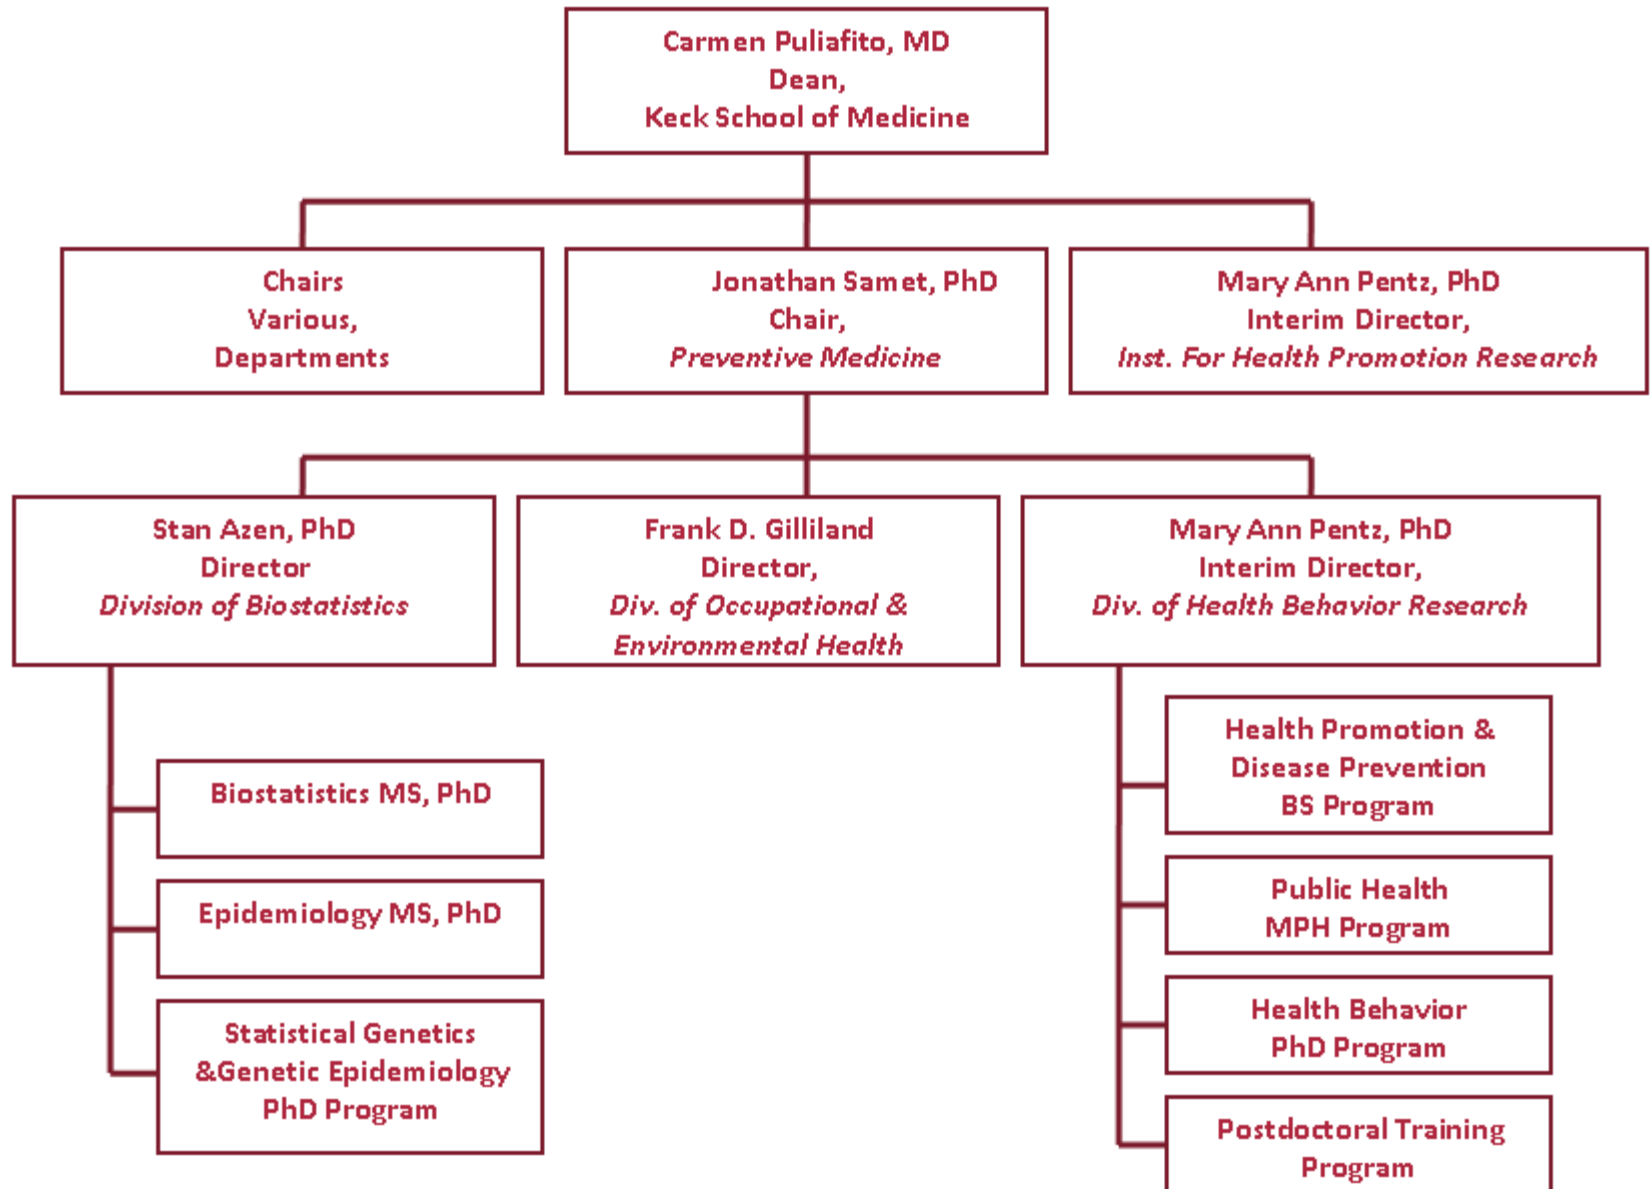 Carmen Puliafito, MD
Dean,
Keck School of Medicine
Chairs
Various,
Departments
Jonathan Samet, PhD
Chair,
Preventive Medicine
Mary Ann Pentz, PhD
Interim Director,
Inst. For Health Promotion Research
Stan Azen, PhD
Director
Division of Biostatistics
Frank D. Gilliland
Director,
Div. of Occupational &
Environmental Health
Mary Ann Pentz, PhD
Interim Director,
Div. of Health Behavior Research
Biostatistics MS, PhD
Epidemiology MS, PhD
Statistical Genetics
&Genetic Epidemiology
PhD Program
Health Promotion &
Disease Prevention
BS Program
Public Health
MPH Program
Health Behavior
PhD Program
Postdoctoral Training
Program